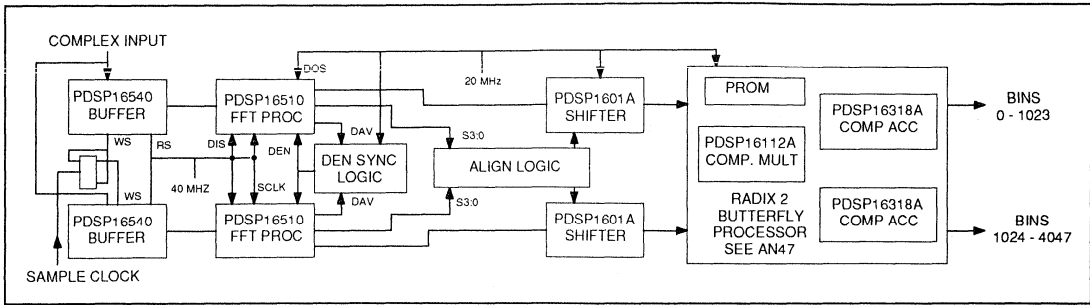 COMPLEX INPUT
PDSP16540
BUFFER
WS
RS
WS
PDSP16540
BUFFER
SAMPLE CLOCK
40 MHZ
DOS
PDSP16510
FFT PROC
DIS
SCLK
DEN
DAV
DEN SYNC
LOGIC
DAV
PDSP16510
FFT PROC
20 MHz
S3:0
ALIGN LOGIC
S3:0
PDSP1601A
SHIFTER
PDSP1601A
SHIFTER
PROM
PDSP16112A
COMP. MULT
PDSP16318A
COMP ACC
RADIX 2
BUTTERFLY
PROCESSOR
SEE AN47
PDSP16318A
COMP ACC
BINS
0 - 1023
BINS
1024 - 4047